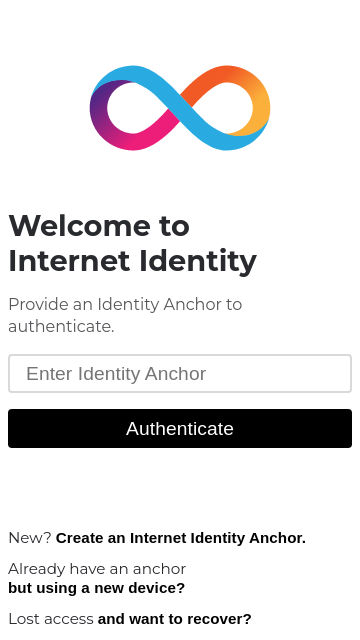 Welcome to
Internet Identity
Provide an Identity Anchor to
authenticate.
Enter Identity Anchor
Authenticate
New? Create an Internet Identity Anchor.
Already have an anchor
but using a new device?
Lost access and want to recover?